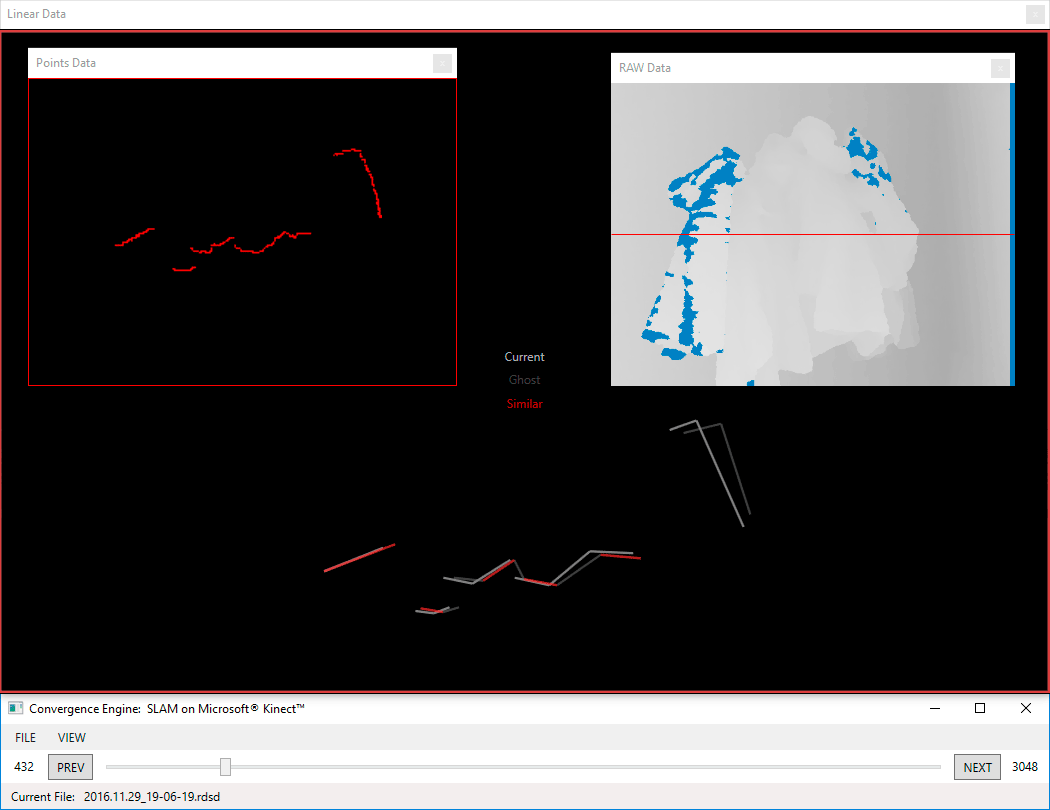 Linear Data
Points Data
RAW Data
Current
Ghost
Similar
Convergence Engine: SLAM on Microsoft® Kinect™
FILE VIEW
432 PREV NEXT 3048
Current File: 2016.11.29_19-06-19.rdsd